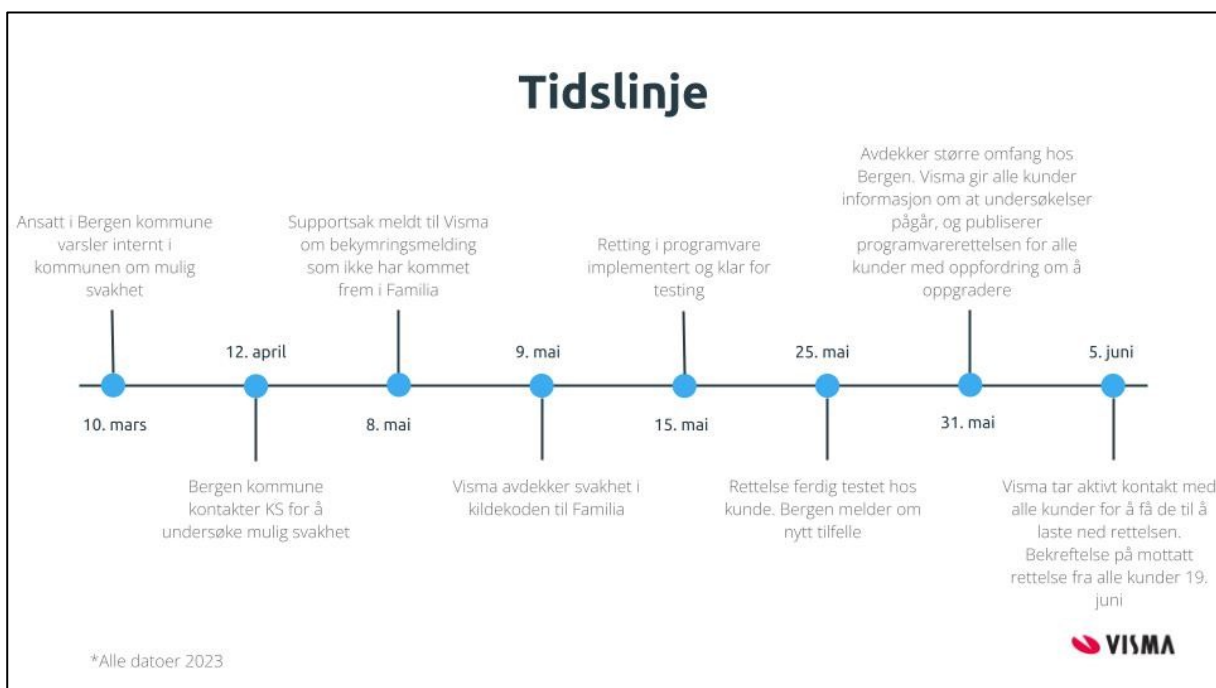 Tidslinje
Ansatt i Bergen kommune
varsler internt i
kommunen om mulig
svakhet
10. mars
12. april
Bergen kommune
kontakter KS for å
undersøke mulig svakhet
Supportsak meldt til Visma
om bekymringsmelding
som ikke har kommet
frem i Familia
8. mai
9. mai
Visma avdekker svakhet i
kildekoden til Familia
Retting i programvare
implementert og klar for
testing
15. mai
25. mai
Rettelse ferdig testet hos
kunde. Bergen melder om
nytt tilfelle
Avdekker større omfang hos
Bergen. Visma gir alle kunder
informasjon om at undersøkelser
pågår, og publiserer
programvarerettelsen for alle
kunder med oppfordring om å
oppgradere
31. mai
5. juni
Visma tar aktivt kontakt med
alle kunder for å få de til å
laste ned rettelsen.
Bekreftelse på mottatt
rettelse fra alle kunder 19.
juni
*Alle datoer 2023
VISMA